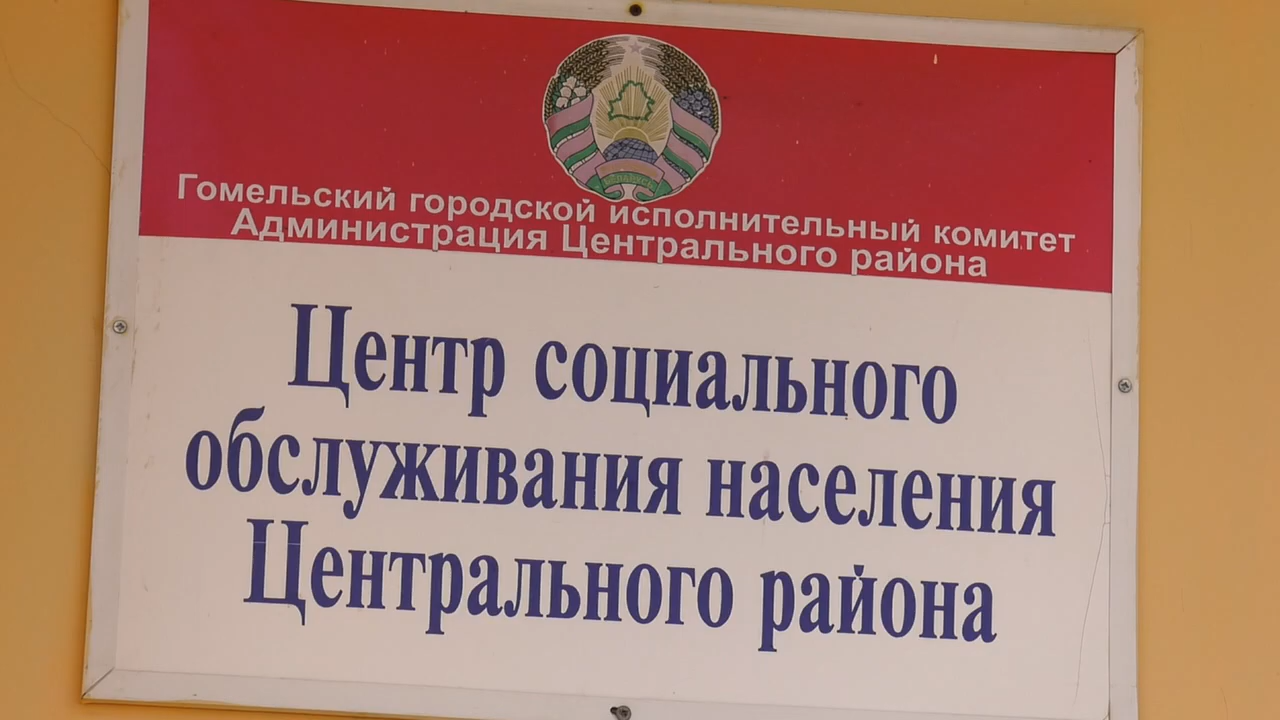 Гомельский городской исполнительный комитет
Администрация Центрального района
Центр социального
обслуживания населения
Центрального района